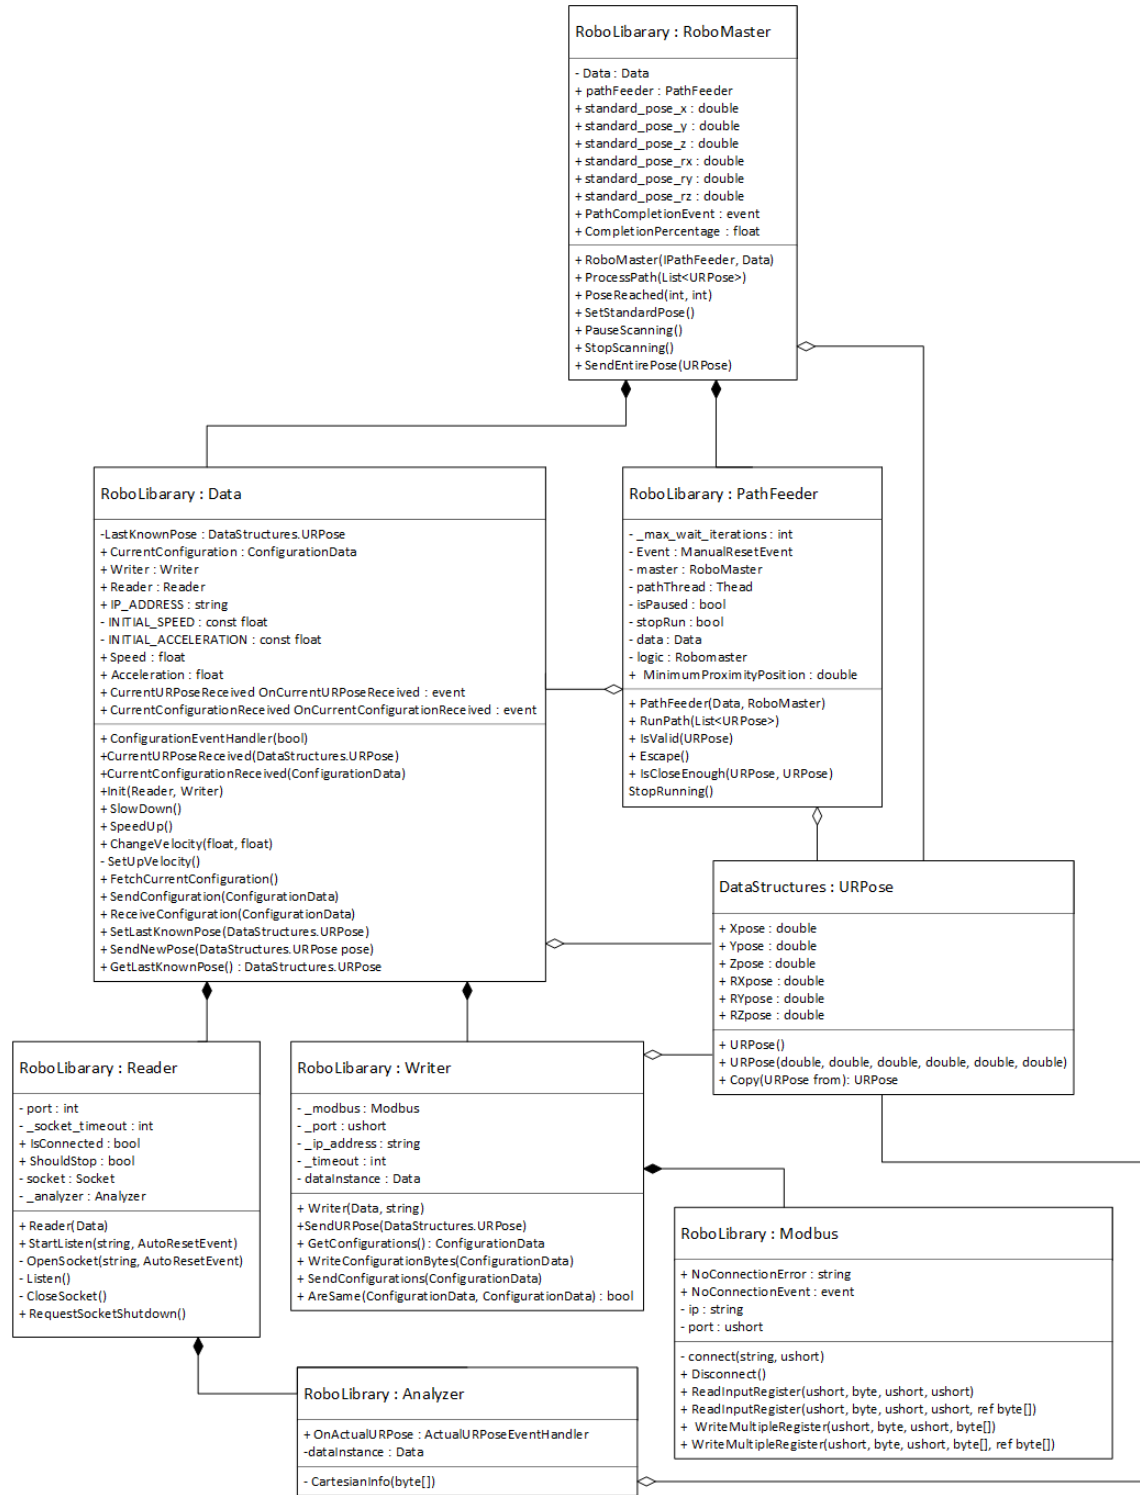 RoboLibarary : RoboMaster
- Data : Data
+ pathFeeder : PathFeeder
+ standard_pose_x : double
+ standard_pose_y : double
+ standard_pose_z : double
+ standard_pose_rx : double
+ standard_pose_ry : double
+ standard_pose_rz : double
+ PathCompletionEvent : event
+ CompletionPercentage : float
+ RoboMaster(IPathFeeder, Data)
+ ProcessPath(List<URPose>)
+ PoseReached(int, int)
+ SetStandardPose()
+ PauseScanning()
+ StopScanning()
+ SendEntirePose(URPose)
RoboLibarary : Data
-LastKnownPose : DataStructures.URPose
+ CurrentConfiguration : ConfigurationData
+ Writer : Writer
+ Reader : Reader
+ IP_ADDRESS : string
- INITIAL_SPEED : const float
- INITIAL_ACCELERATION : const float
+ Speed : float
+ Acceleration : float
+ CurrentURPoseReceived OnCurrentURPoseReceived : event
+ CurrentConfigurationReceived OnCurrentConfigurationReceived : event
+ ConfigurationEventHandler(bool)
+CurrentURPoseReceived(DataStructures.URPose)
+CurrentConfigurationReceived(ConfigurationData)
+Init(Reader, Writer)
+ SlowDown()
+ SpeedUp()
+ ChangeVelocity(float, float)
- SetUpVelocity()
+ FetchCurrentConfiguration()
+ SendConfiguration(ConfigurationData)
+ ReceiveConfiguration(ConfigurationData)
+ SetLastKnownPose(DataStructures.URPose)
+ SendNewPose(DataStructures.URPose pose)
+ GetLastKnownPose() : DataStructures.URPose
RoboLibarary : PathFeeder
- _max_wait_iterations : int
- Event : ManualResetEvent
- master : RoboMaster
- pathThread : Thead
- isPaused : bool
- stopRun : bool
- data : Data
- logic : Robomaster
+ MinimumProximityPosition : double
+ PathFeeder(Data, RoboMaster)
+ RunPath(List<URPose>)
+ IsValid(URPose)
+ Escape()
+ IsCloseEnough(URPose, URPose)
StopRunning()
DataStructures : URPose
+ Xpose : double
+ Ypose : double
+ Zpose : double
+ RXpose : double
+ RYpose : double
+ RZpose : double
+ URPose()
+ URPose(double, double, double, double, double, double)
+ Copy(URPose from): URPose
RoboLibarary : Reader
- port : int
- _socket_timeout : int
+ IsConnected : bool
+ ShouldStop : bool
- socket : Socket
- _analyzer : Analyzer
+ Reader(Data)
+ StartListen(string, AutoResetEvent)
- OpenSocket(string, AutoResetEvent)
- Listen()
- CloseSocket()
+ RequestSocketShutdown()
RoboLibarary : Writer
- _modbus : Modbus
- _port : ushort
- _ip_address : string
- _timeout : int
- dataInstance : Data
+ Writer(Data, string)
+SendURPose(DataStructures.URPose)
+ GetConfigurations() : ConfigurationData
+ WriteConfigurationBytes(ConfigurationData)
+ SendConfigurations(ConfigurationData)
+ AreSame(ConfigurationData, ConfigurationData) : bool
RoboLibrary : Modbus
+ NoConnectionError : string
+ NoConnectionEvent : event
- ip : string
- port : ushort
- connect(string, ushort)
+ Disconnect()
+ ReadInputRegister(ushort, byte, ushort, ushort)
+ ReadInputRegister(ushort, byte, ushort, ushort, ref byte[])
+ WriteMultipleRegister(ushort, byte, ushort, byte[])
+ WriteMultipleRegister(ushort, byte, ushort, byte[], ref byte[])
RoboLibrary : Analyzer
+ OnActualURPose : ActualURPoseEventHandler
-dataInstance : Data
- CartesianInfo(byte[])